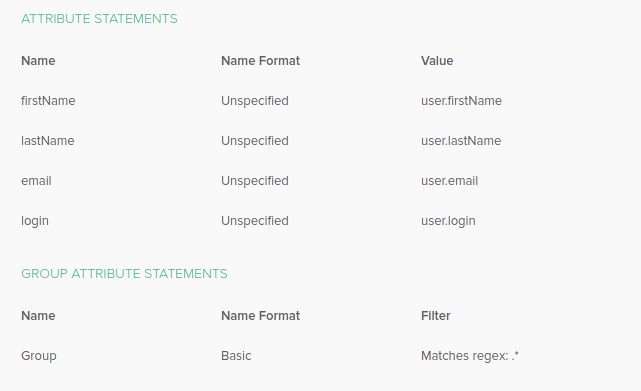 ATTRIBUTE STATEMENTS
Name Name Format Value
firstName Unspecified user.firstName
lastName Unspecified user.lastName
email Unspecified user.email
login Unspecified user.login
GROUP ATTRIBUTE STATEMENTS
Name Name Format Filter
Group Basic Matches regex: .*